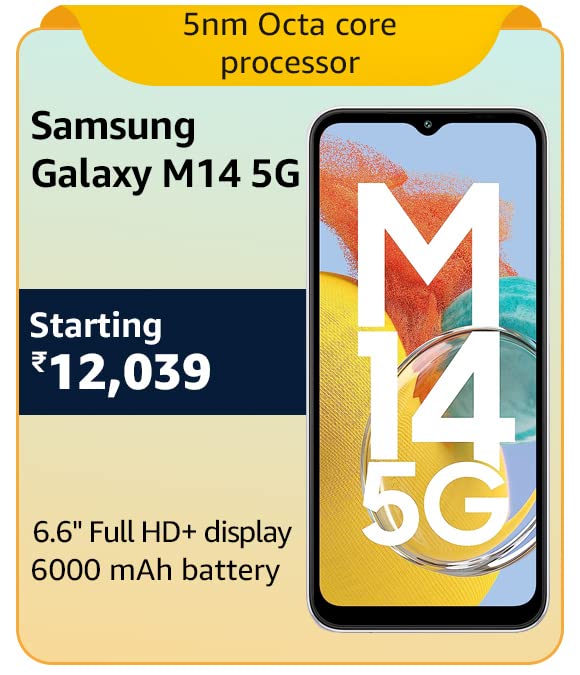 5nm Octa core
processor
Samsung
Galaxy M14 5G
Starting
₹12,039
6.6" Full HD+ display
6000 mAh battery
M
14
5G